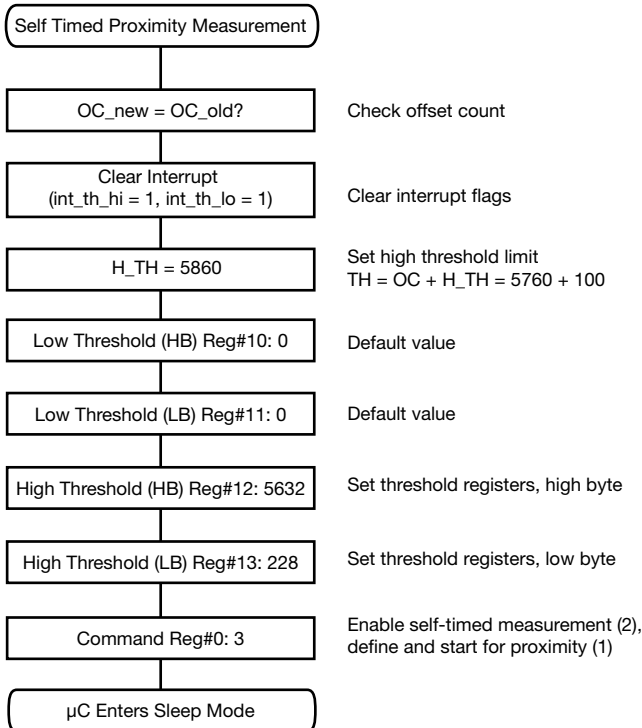 Self Timed Proximity Measurement
OC_new = OC_old?
Check offset count
Clear Interrupt
(int_th_hi = 1, int_th_lo = 1)
Clear interrupt flags
H_TH = 5860
Set high threshold limit
TH = OC + H_TH = 5760 + 100
Low Threshold (HB) Reg#10: 0
Default value
Low Threshold (LB) Reg#11: 0
Default value
High Threshold (HB) Reg#12: 5632
Set threshold registers, high byte
High Threshold (LB) Reg#13: 228
Set threshold registers, low byte
Command Reg#0: 3
Enable self-timed measurement (2),
define and start for proximity (1)
µC Enters Sleep Mode